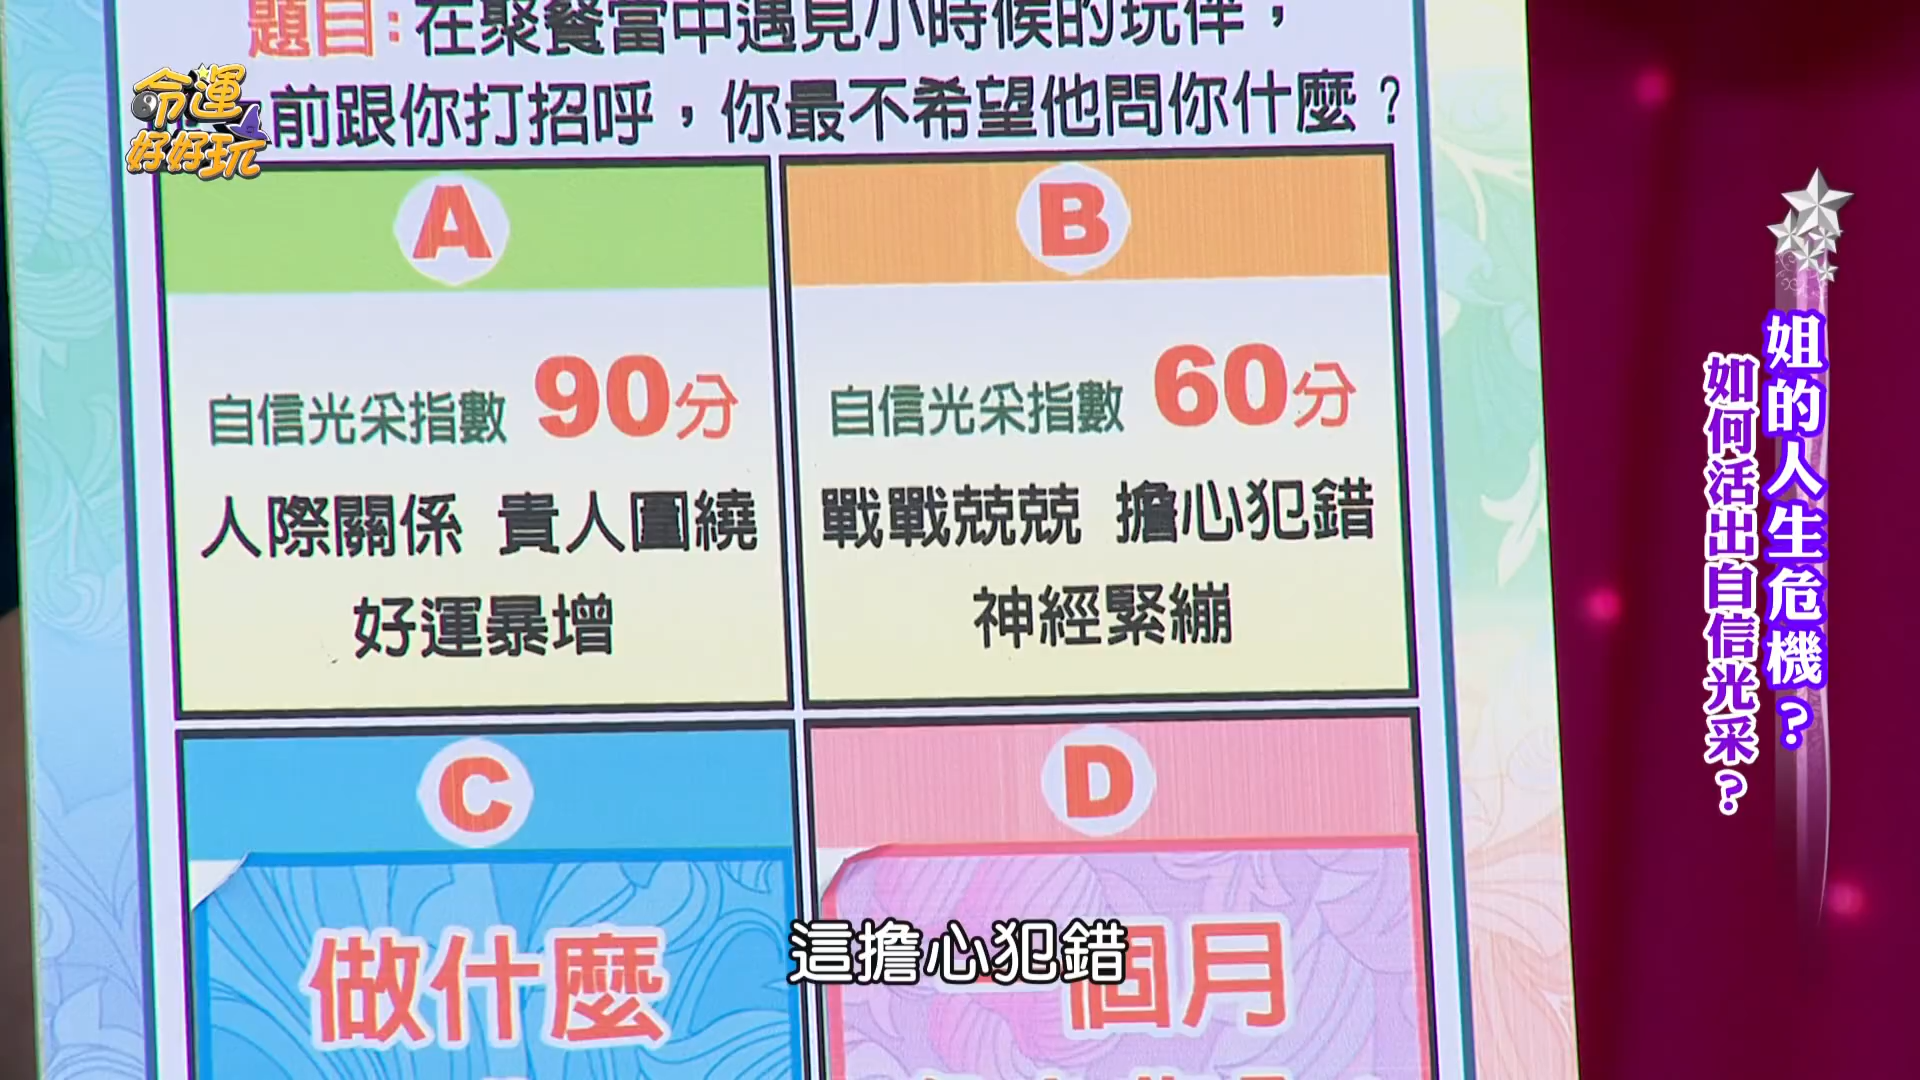 題目:在聚餐當中遇見小時候的玩伴，
前跟你打招呼，你最不希望他問你什麼？
命運
好好玩
A
自信光采指數 90分
人際關係 貴人圍繞
好運暴增
B
自信光采指數 60分
戰戰兢兢 擔心犯錯
神經緊繃
C
做什麼
D
個月
這擔心犯錯
姐的人生危機？
如何活出自信光采？